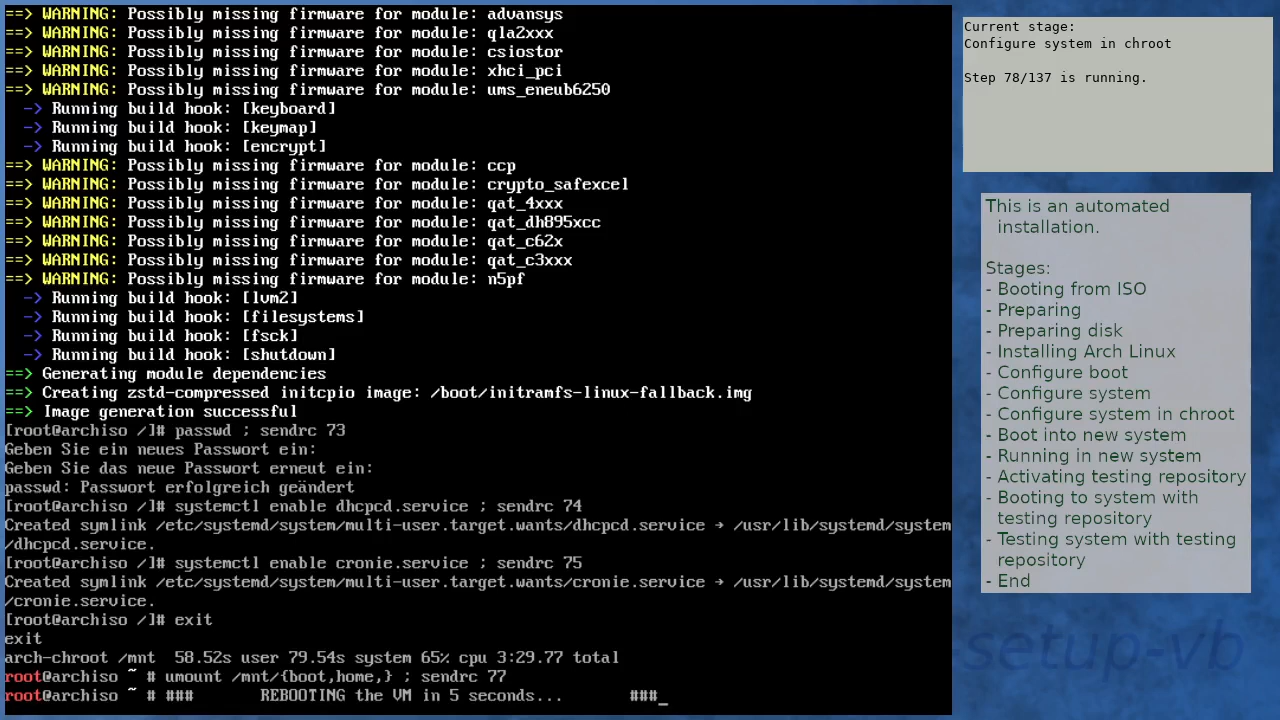 ==> WARNING: Possibly missing firmware for module: advansys
==> WARNING: Possibly missing firmware for module: qla2xxx
==> WARNING: Possibly missing firmware for module: csiostor
==> WARNING: Possibly missing firmware for module: xhci_pci
==> WARNING: Possibly missing firmware for module: ums_eneub6250
  -> Running build hook: [keyboard]
  -> Running build hook: [keymap]
  -> Running build hook: [encrypt]
==> WARNING: Possibly missing firmware for module: ccp
==> WARNING: Possibly missing firmware for module: crypto_safexcel
==> WARNING: Possibly missing firmware for module: qat_4xxx
==> WARNING: Possibly missing firmware for module: qat_dh895xcc
==> WARNING: Possibly missing firmware for module: qat_c62x
==> WARNING: Possibly missing firmware for module: qat_c3xxx
==> WARNING: Possibly missing firmware for module: n5pf
  -> Running build hook: [lvm2]
  -> Running build hook: [filesystems]
  -> Running build hook: [fsck]
  -> Running build hook: [shutdown]
==> Generating module dependencies
==> Creating zstd-compressed initcpio image: /boot/initramfs-linux-fallback.img
==> Image generation successful
[root@archiso /]# passwd ; sendrc 73
Geben Sie ein neues Passwort ein:
Geben Sie das neue Passwort erneut ein:
passwd: Passwort erfolgreich geändert
[root@archiso /]# systemctl enable dhcpcd.service ; sendrc 74
Created symlink /etc/systemd/system/multi-user.target.wants/dhcpcd.service → /usr/lib/systemd/system
/dhcpcd.service.
[root@archiso /]# systemctl enable cronie.service ; sendrc 75
Created symlink /etc/systemd/system/multi-user.target.wants/cronie.service → /usr/lib/systemd/system
/cronie.service.
[root@archiso /]# exit
exit
arch-chroot /mnt  58.52s user 79.54s system 65% cpu 3:29.77 total
root@archiso ~ # umount /mnt/{boot,home,} ; sendrc 77
root@archiso ~ # ###       REBOOTING the VM in 5 seconds...       ###_
Current stage:
Configure system in chroot
Step 78/137 is running.
This is an automated
installation.
Stages:
- Booting from ISO
- Preparing
- Preparing disk
- Installing Arch Linux
- Configure boot
- Configure system
- Configure system in chroot
- Boot into new system
- Running in new system
- Activating testing repository
- Booting to system with
testing repository
- Testing system with testing
repository
- End
setup-vb